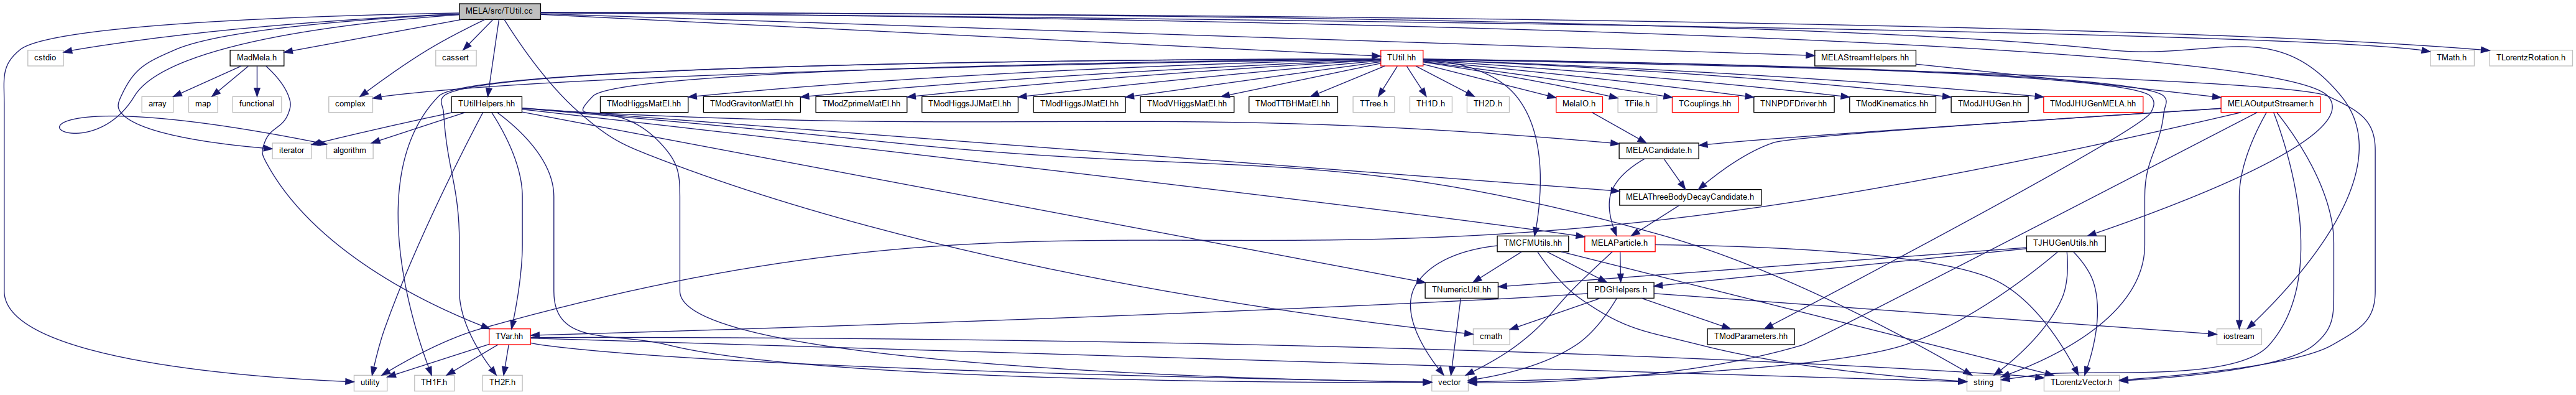 MELA/src/TUtil.cc
cstdio
MadMela.h
cassert
TUtil.hh
MELAStreamHelpers.hh
TMath.h
TLorentzRotation.h
array
map
functional
complex
TUtilHelpers.hh
TModHiggsMatEl.hh
TModGravitonMatEl.hh
TModZprimeMatEl.hh
TModHiggsJJMatEl.hh
TModHiggsJMatEl.hh
TModVHiggsMatEl.hh
TModTTBHMatEl.hh
TTree.h
TH1D.h
TH2D.h
MelaIO.h
TFile.h
TCouplings.hh
TNNPDFDriver.hh
TModKinematics.hh
TModJHUGen.hh
TModJHUGenMELA.hh
MELAOutputStreamer.h
iterator
algorithm
MELACandidate.h
MELAThreeBodyDecayCandidate.h
TMCFMUtils.hh
MELAParticle.h
TJHUGenUtils.hh
TNumericUtil.hh
PDGHelpers.h
TVar.hh
cmath
TModParameters.hh
iostream
utility
TH1F.h
TH2F.h
vector
string
TLorentzVector.h